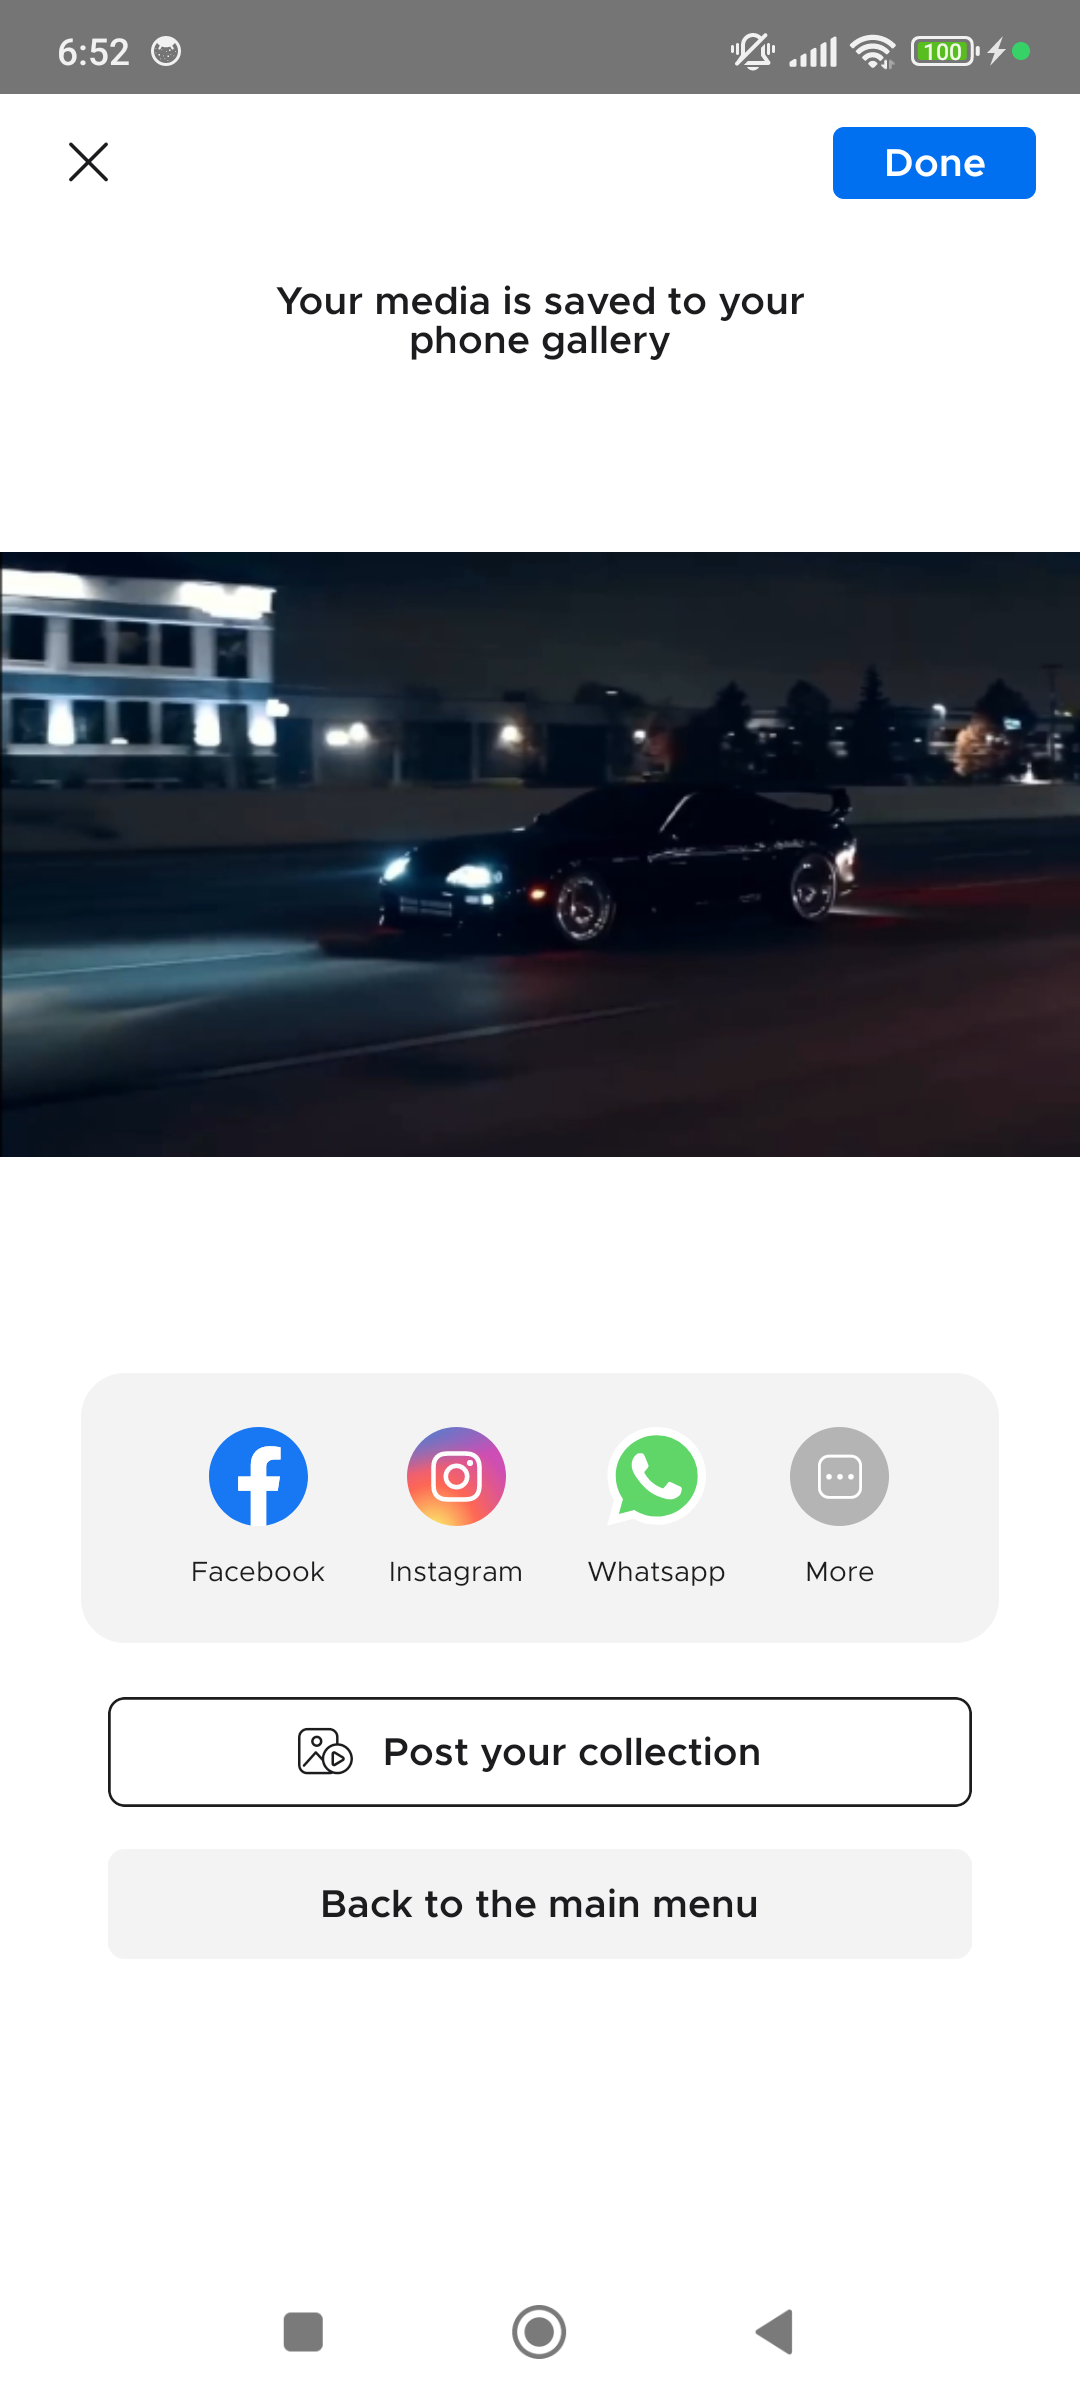 6:52
100
Done
Your media is saved to your
phone gallery
Facebook
Instagram
Whatsapp
More
Post your collection
Back to the main menu